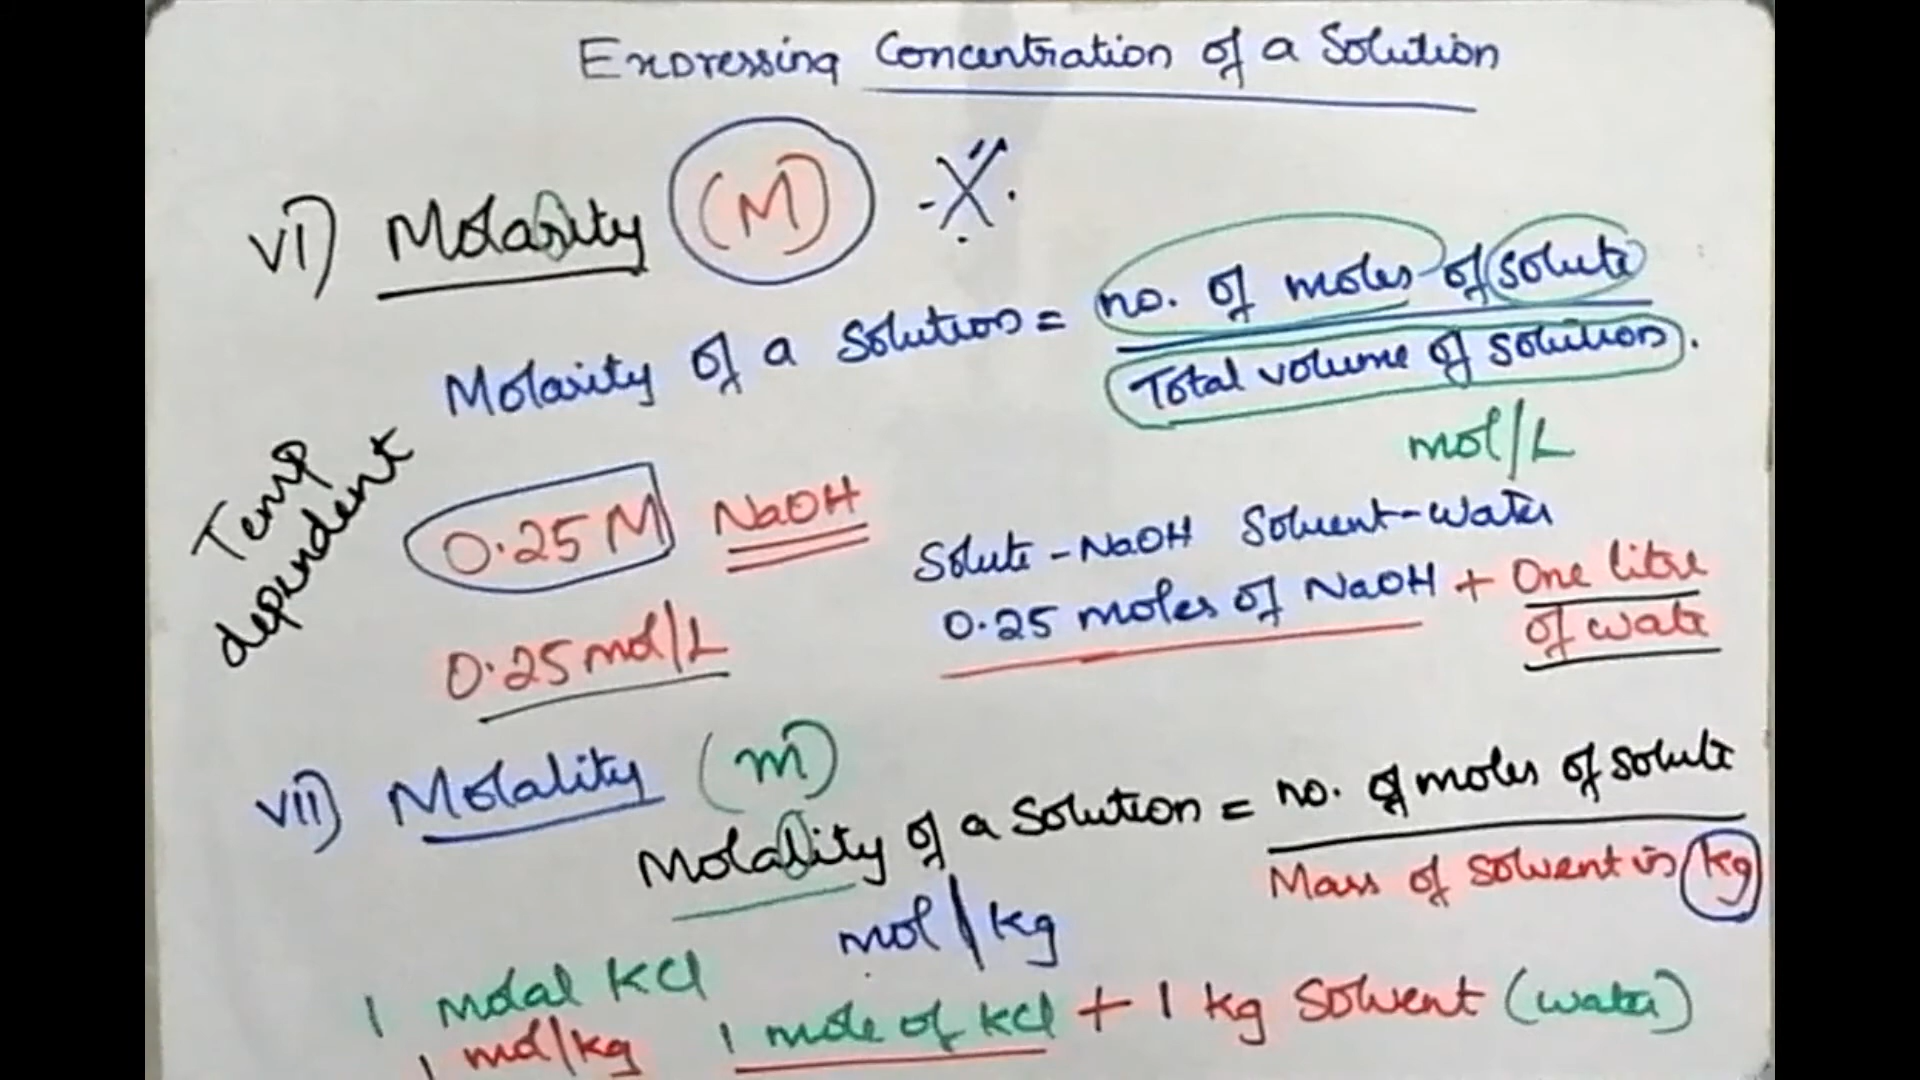 Expressing Concentration of a Solution
vi) Molarity (M)
Molarity of a solution = no. of moles of solute
Total volume of solution.
mol/L
Temp dependent
0.25 M NaOH
Solute - NaOH Solvent - Water
0.25 moles of NaOH + One litre
of wate
0.25 mol/L
vii) Molality (m)
Molality of a solution = no. of moles of solute
Mass of solvent in kg
mol/kg
1 molal KCl
1 mole of KCl + 1 kg solvent (water)
1 mol/kg